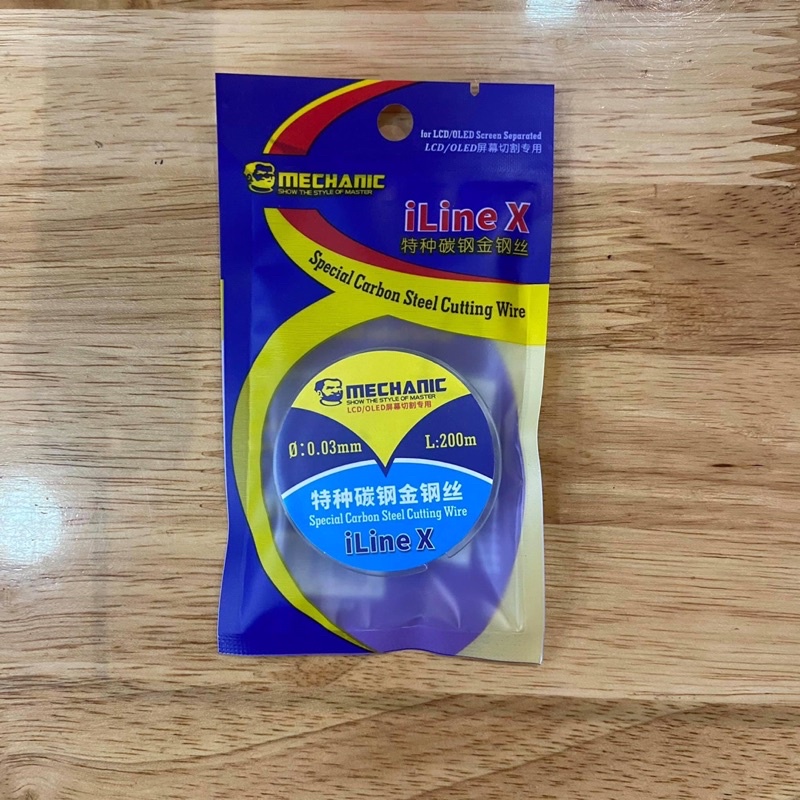 for LCD/OLED Screen Separated
LCD/OLED屏幕切割专用
MECHANIC
SHOW THE STYLE OF MASTER
iLine X
特种碳钢金钢丝
Special Carbon Steel Cutting Wire
MECHANIC
SHOW THE STYLE OF MASTER
LCD/OLED屏幕切割专用
Ø:0.03mm
L:200m
特种碳钢金钢丝
Special Carbon Steel Cutting Wire
iLine X